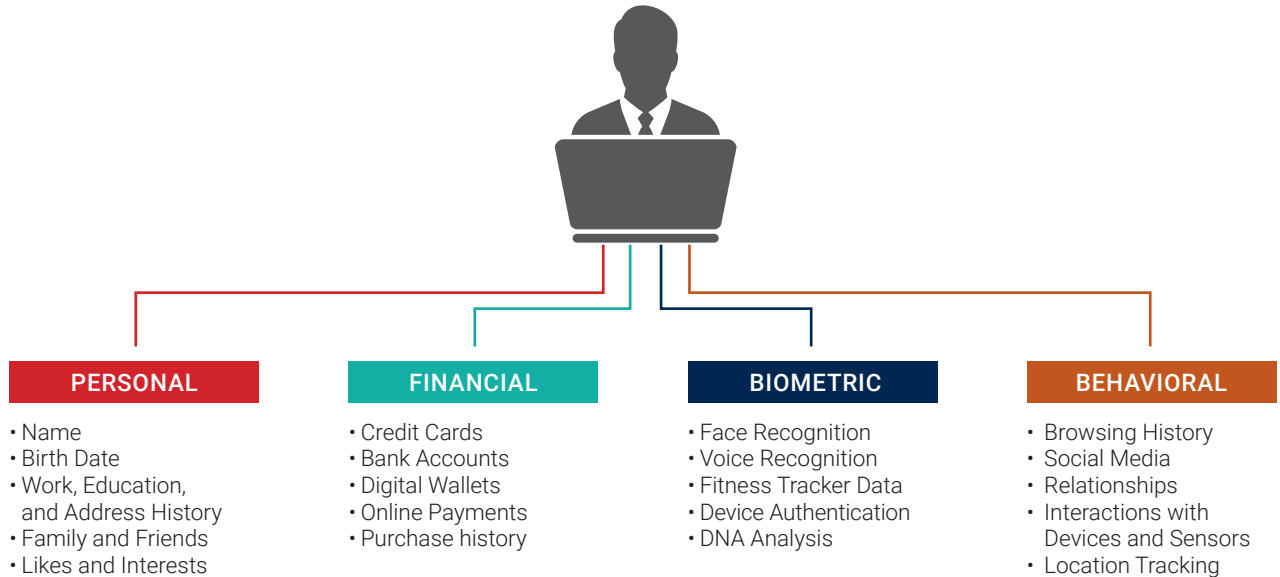 PERSONAL
• Name
• Birth Date
• Work, Education,
and Address History
• Family and Friends
• Likes and Interests
FINANCIAL
• Credit Cards
• Bank Accounts
• Digital Wallets
• Online Payments
• Purchase history
BIOMETRIC
• Face Recognition
• Voice Recognition
• Fitness Tracker Data
• Device Authentication
• DNA Analysis
BEHAVIORAL
• Browsing History
• Social Media
• Relationships
• Interactions with
Devices and Sensors
• Location Tracking